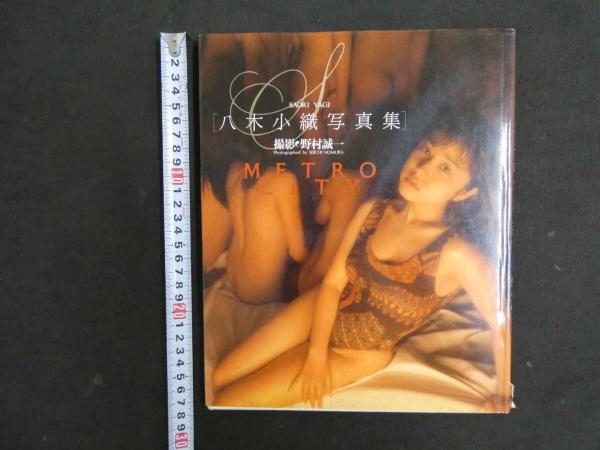 S
SAORI YAGI
[八木小織写真集]
撮影●野村誠一
Photographed by SEIICHI NOMURA
METRO
CITY
1 2 3 4 5 6 7 8 9 10 1 2 3 4 5 6 7 8 9 20 1 2 3 4 5 6 7 8 9 30